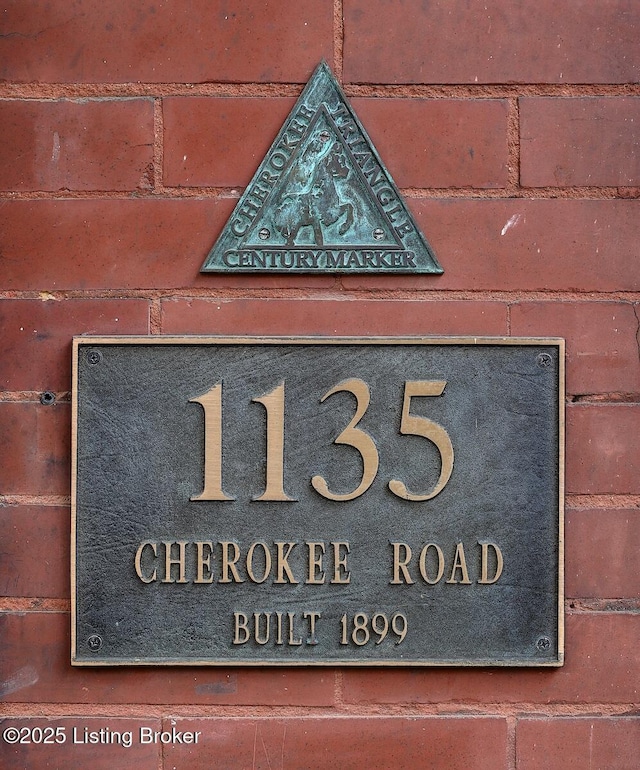 CHEROKEE TRIANGLE
CENTURY MARKER
1135
CHEROKEE ROAD
BUILT 1899
©2025 Listing Broker